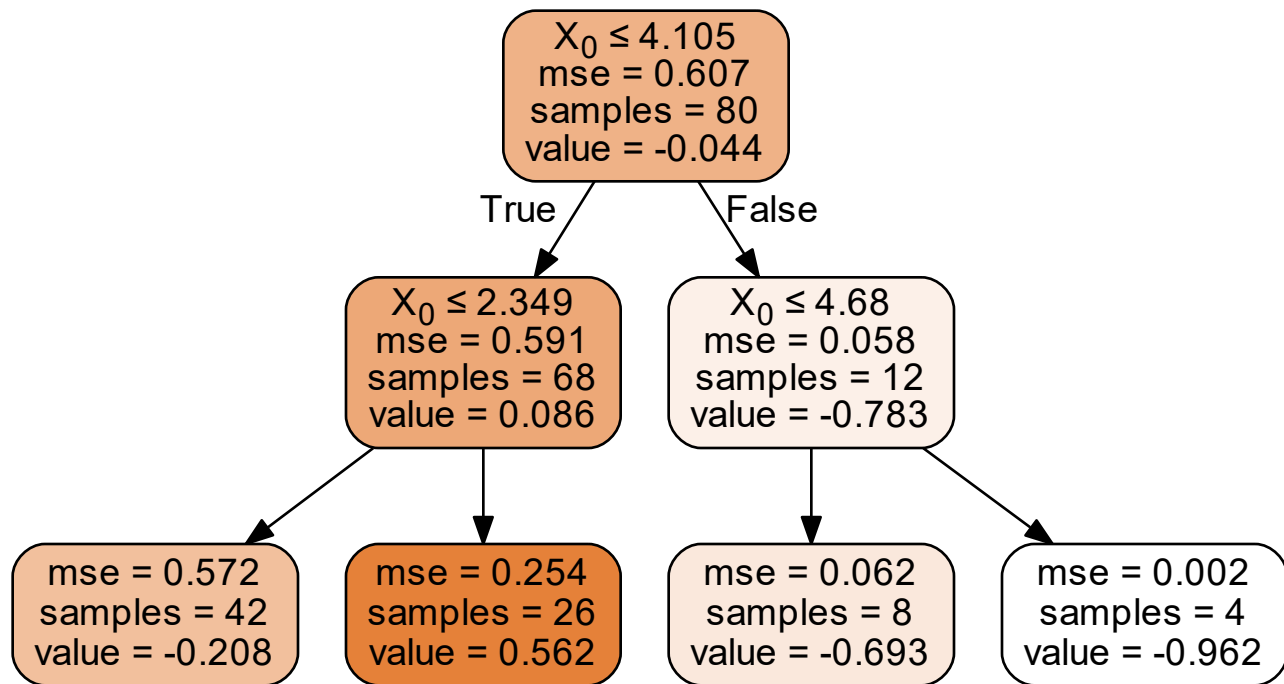 X₀ ≤ 4.105
mse = 0.607
samples = 80
value = -0.044
True
False
X₀ ≤ 2.349
mse = 0.591
samples = 68
value = 0.086
X₀ ≤ 4.68
mse = 0.058
samples = 12
value = -0.783
mse = 0.572
samples = 42
value = -0.208
mse = 0.254
samples = 26
value = 0.562
mse = 0.062
samples = 8
value = -0.693
mse = 0.002
samples = 4
value = -0.962